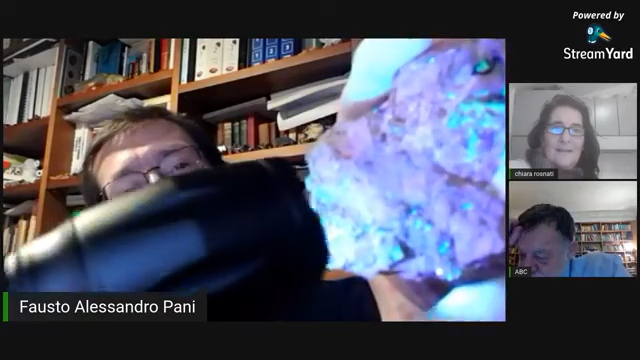 Powered by
StreamYard
chiara rosnati
ABC
Fausto Alessandro Pani